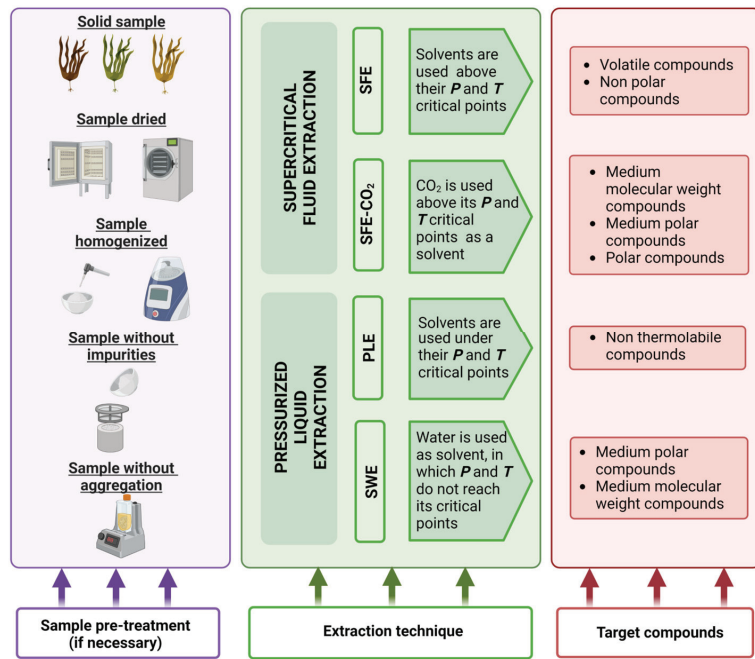 Solid sample
Sample dried
Sample
homogenized
Sample without
impurities
Sample without
aggregation
Sample pre-treatment
(if necessary)
SUPERCRITICAL
FLUID EXTRACTION
SFE
Solvents are
used above
their P and T
critical points
SFE-CO₂
CO₂ is used
above its P and
T critical
points as a
solvent
PRESSURIZED
LIQUID
EXTRACTION
PLE
Solvents are
used under
their P and T
critical points
SWE
Water is used
as solvent, in
which P and T
do not reach
its critical
points
Extraction technique
• Volatile compounds
• Non polar
compounds
• Medium
molecular weight
compounds
• Medium polar
compounds
• Polar compounds
• Non thermolabile
compounds
• Medium polar
compounds
• Medium molecular
weight compounds
Target compounds